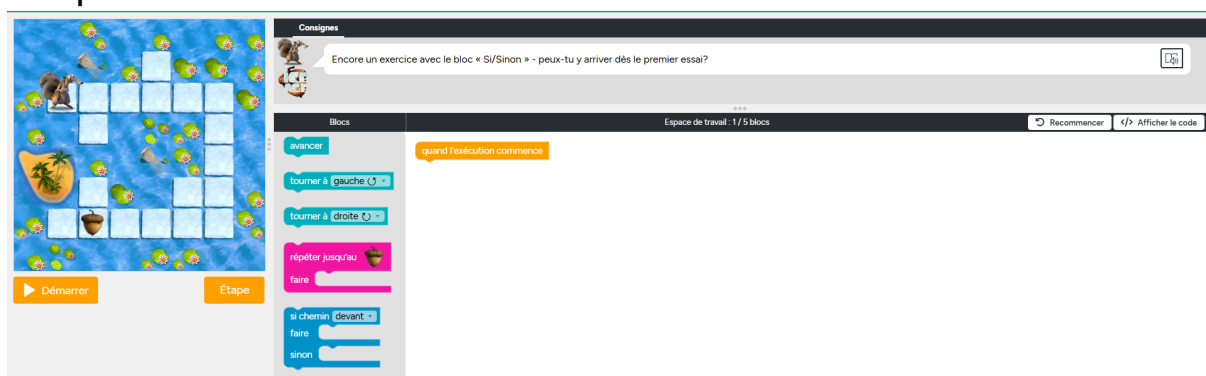 Consignes
Encore un exercice avec le bloc « Si/Sinon » - peux-tu y arriver dès le premier essai?
Blocs
Espace de travail : 1 / 5 blocs
Recommencer
</> Afficher le code
avancer
quand l'exécution commence
tourner à gauche ↺
tourner à droite ↻
répéter jusqu'au
faire
Démarrer
Étape
si chemin devant
faire
sinon